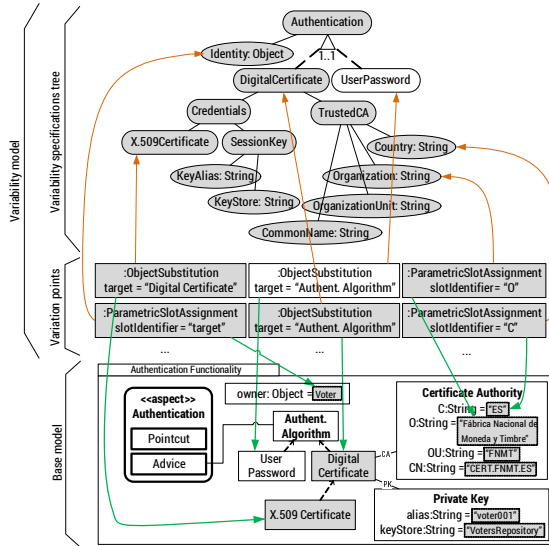 Variability model
Variability specifications tree
Authentication
1..1
Identity: Object
DigitalCertificate
UserPassword
Credentials
TrustedCA
X.509Certificate
SessionKey
Country: String
KeyAlias: String
Organization: String
KeyStore: String
OrganizationUnit: String
CommonName: String
Variation points
:ObjectSubstitution
target = “Digital Certificate”
:ObjectSubstitution
target = “Authent. Algorithm”
:ParametricSlotAssignment
slotIdentifier = “O”
:ParametricSlotAssignment
slotIdentifier = “target”
:ObjectSubstitution
target = “Authent. Algorithm”
:ParametricSlotAssignment
slotIdentifier = “C”
...
...
...
Base model
Authentication Functionality
<<aspect>>
Authentication
Pointcut
Advice
owner: Object = Voter
Authent.
Algorithm
User
Password
Digital
Certificate
X.509 Certificate
CA
PK
Certificate Authority
C:String = "ES"
O:String = "Fábrica Nacional de
Moneda y Timbre"
OU:String = "FNMT"
CN:String = "CERT.FNMT.ES"
Private Key
alias:String = "voter001"
keyStore:String = "VotersRepository"